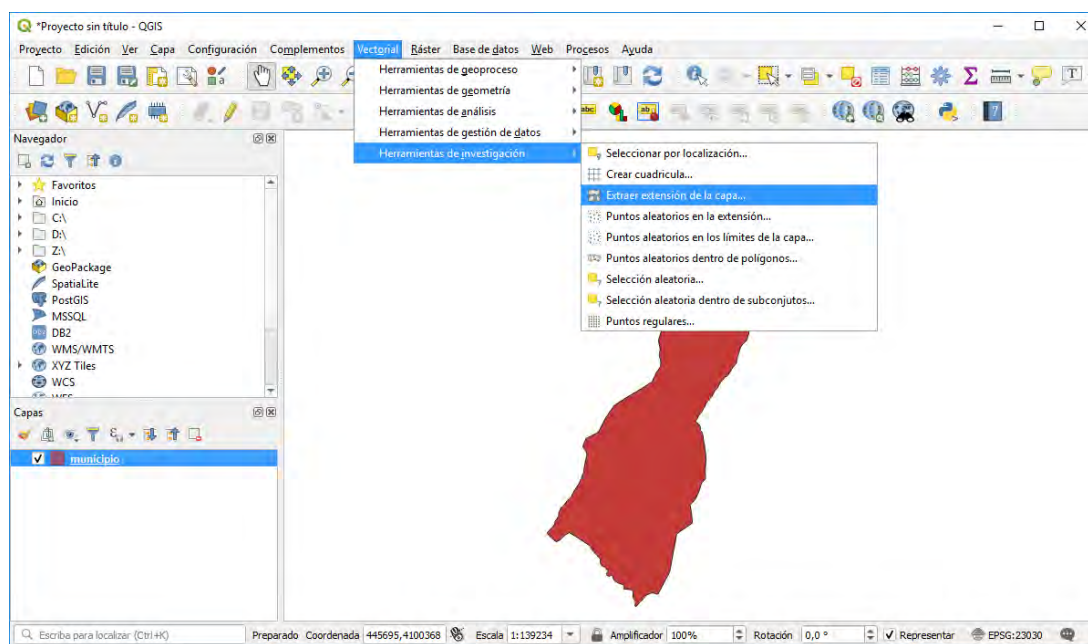 *Proyecto sin título - QGIS
Proyecto Edición Ver Capa Configuración Complementos Vectorial Ráster Base de datos Web Procesos Ayuda
Herramientas de geoproceso
Herramientas de geometría
Herramientas de análisis
Herramientas de gestión de datos
Herramientas de investigación
Seleccionar por localización...
Crear cuadricula...
Extraer extensión de la capa...
Puntos aleatorios en la extensión...
Puntos aleatorios en los límites de la capa...
Puntos aleatorios dentro de polígonos...
Selección aleatoria...
Selección aleatoria dentro de subconjutos...
Puntos regulares...
Navegador
Favoritos
Inicio
C:\
D:\
Z:\
GeoPackage
SpatiaLite
PostGIS
MSSQL
DB2
WMS/WMTS
XYZ Tiles
WCS
Capas
municipio
Escriba para localizar (Ctrl+K) Preparado Coordenada 445695,4100368 Escala 1:139234 Amplificador 100% Rotación 0,0 ° Representar EPSG:23030